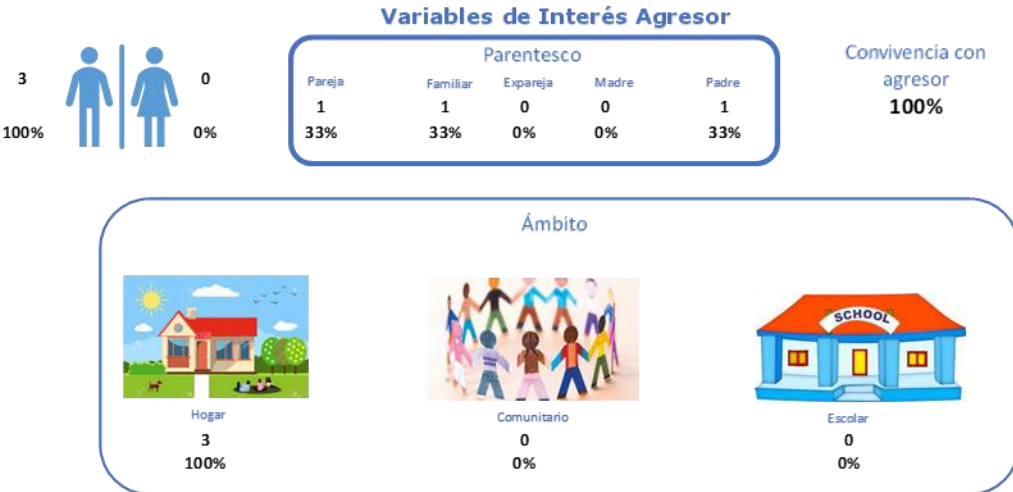 Variables de Interés Agresor
3
0
100%
0%
Parentesco
Pareja Familiar Expareja Madre Padre
1 1 0 0 1
33% 33% 0% 0% 33%
Convivencia con
agresor
100%
Ámbito
SCHOOL
Hogar Comunitario Escolar
3 0 0
100% 0% 0%